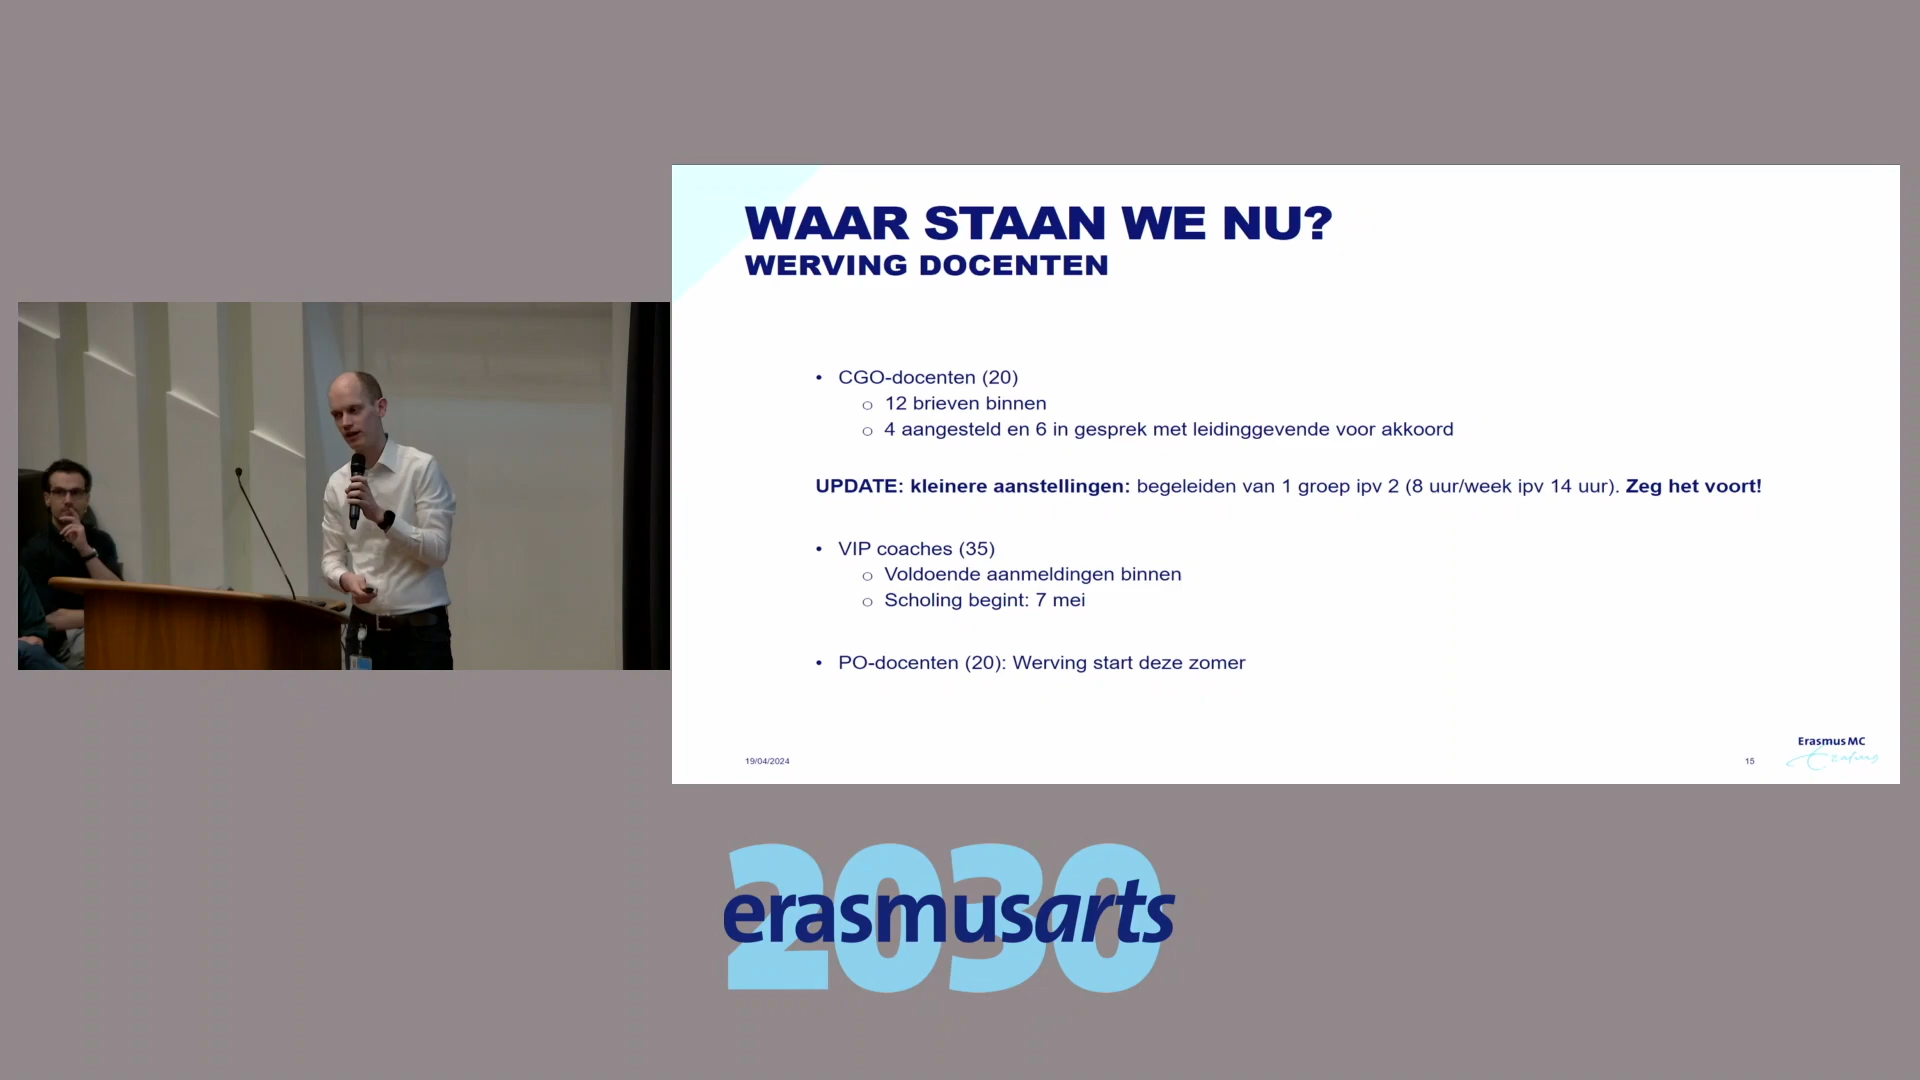 WAAR STAAN WE NU?
WERVING DOCENTEN
• CGO-docenten (20)
o 12 brieven binnen
o 4 aangesteld en 6 in gesprek met leidinggevende voor akkoord
UPDATE: kleinere aanstellingen: begeleiden van 1 groep ipv 2 (8 uur/week ipv 14 uur). Zeg het voort!
• VIP coaches (35)
o Voldoende aanmeldingen binnen
o Scholing begint: 7 mei
• PO-docenten (20): Werving start deze zomer
19/04/2024
15
Erasmus MC
Erasmus
2030
erasmusarts